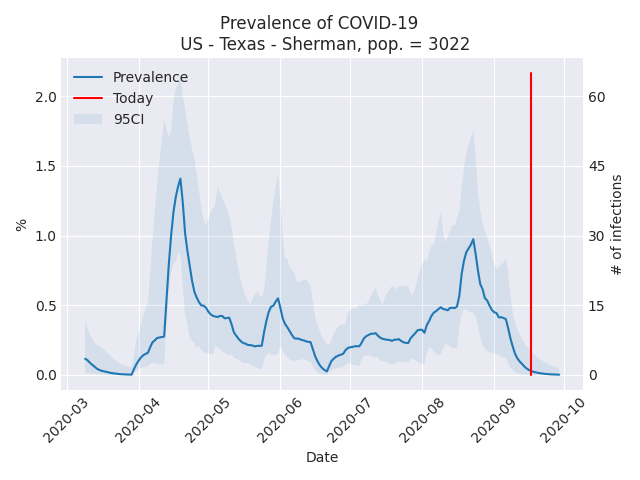 Prevalence of COVID-19
US - Texas - Sherman, pop. = 3022
Prevalence
Today
95CI
2.0
1.5
1.0
0.5
0.0
%
60
45
30
15
0
# of infections
2020-03
2020-04
2020-05
2020-06
2020-07
2020-08
2020-09
2020-10
Date